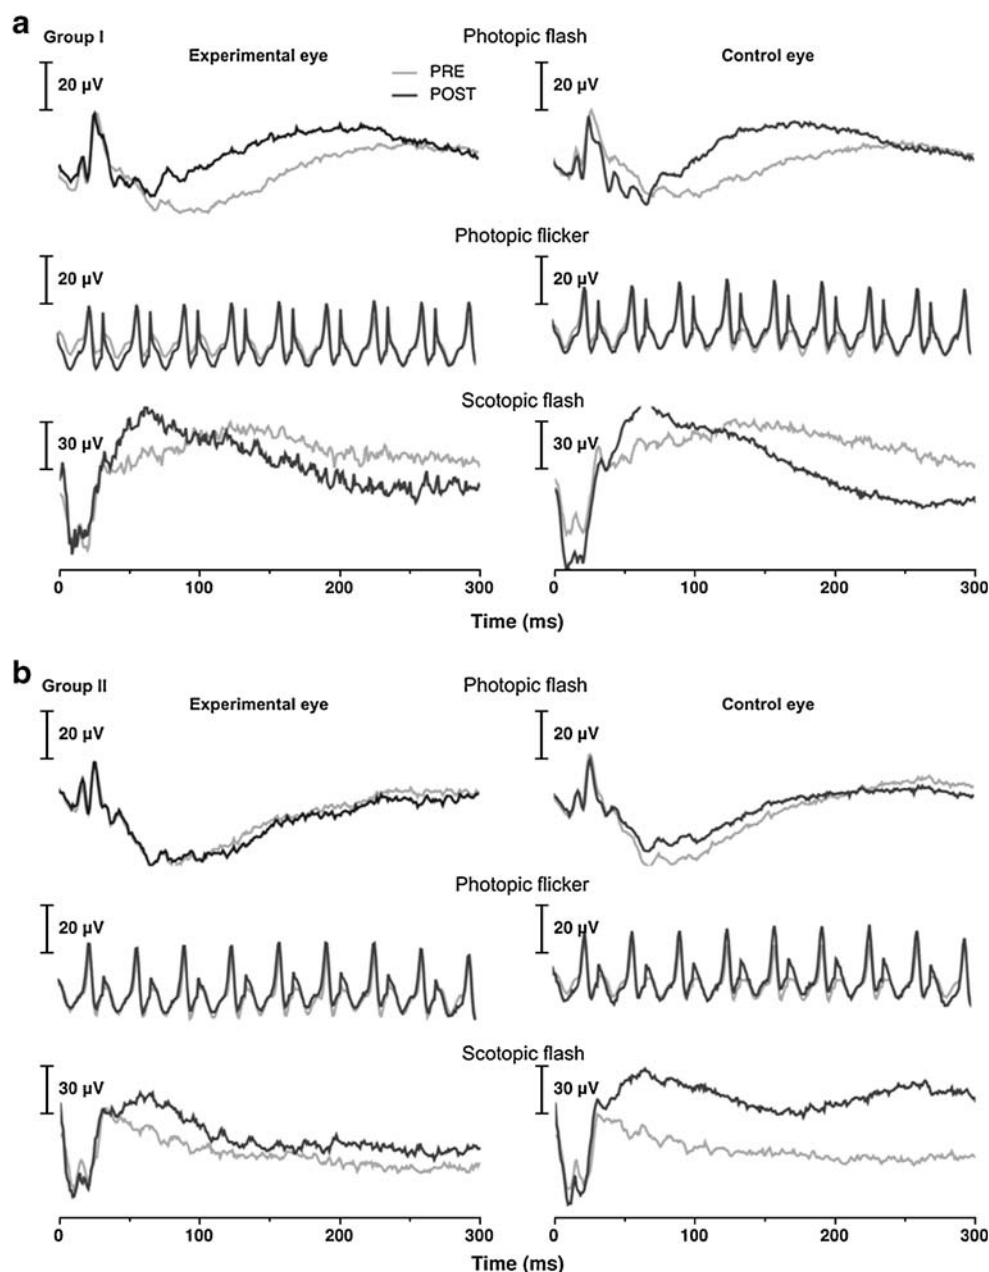 a
Group I
Photopic flash
Experimental eye
Control eye
PRE
POST
20 µV
20 µV
Photopic flicker
20 µV
20 µV
Scotopic flash
30 µV
30 µV
0 100 200 300
0 100 200 300
Time (ms)
b
Group II
Photopic flash
Experimental eye
Control eye
20 µV
20 µV
Photopic flicker
20 µV
20 µV
Scotopic flash
30 µV
30 µV
0 100 200 300
0 100 200 300
Time (ms)